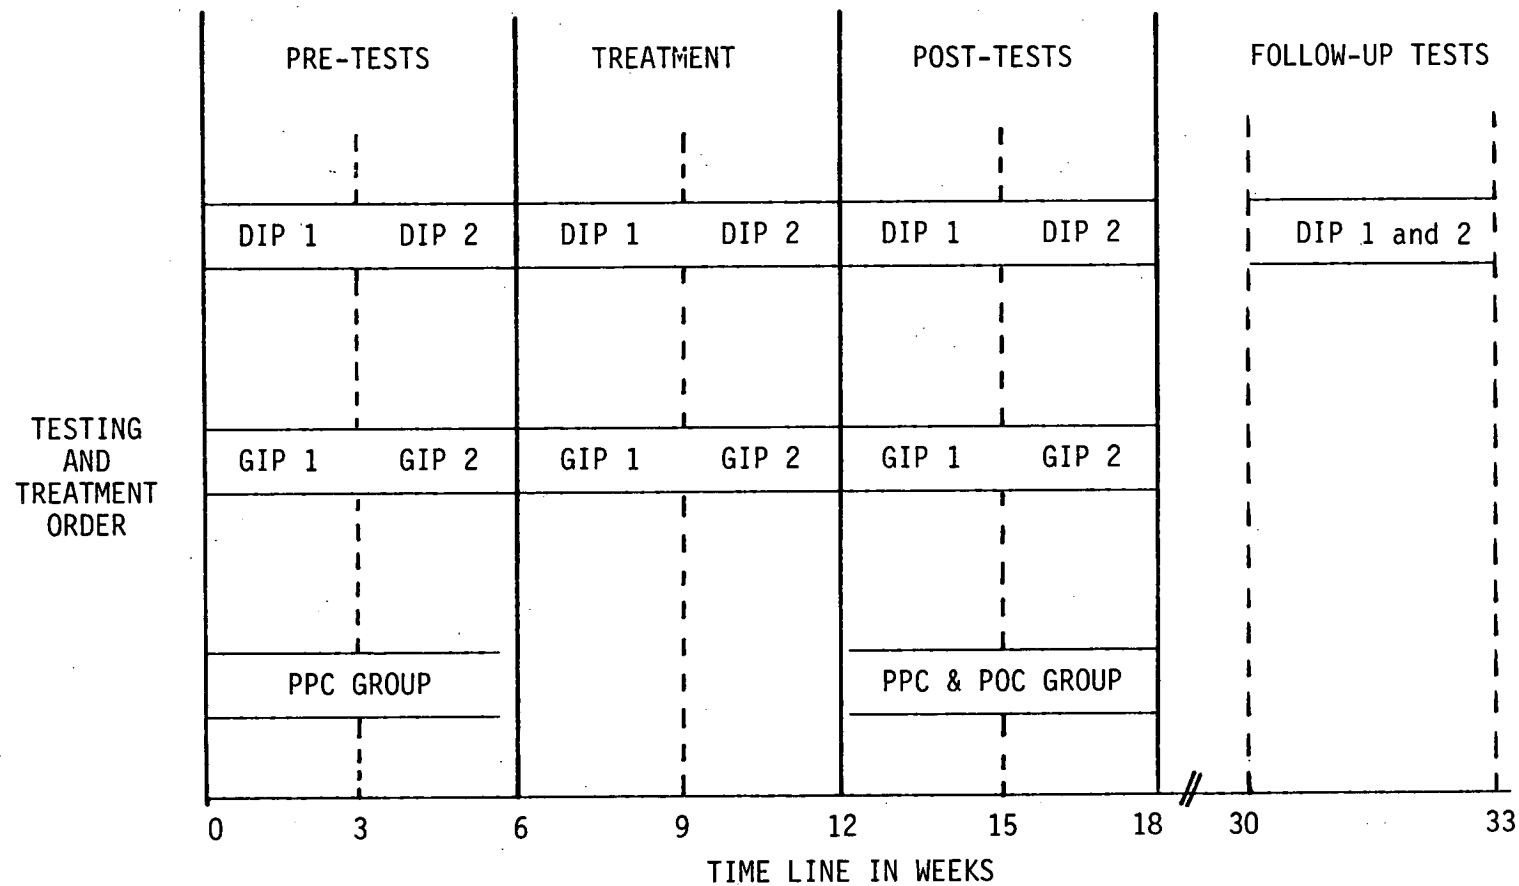 PRE-TESTS TREATMENT POST-TESTS FOLLOW-UP TESTS
DIP 1 DIP 2 DIP 1 DIP 2 DIP 1 DIP 2 DIP 1 and 2
TESTING
AND
TREATMENT
ORDER
GIP 1 GIP 2 GIP 1 GIP 2 GIP 1 GIP 2
PPC GROUP PPC & POC GROUP
0 3 6 9 12 15 18 30 33
TIME LINE IN WEEKS